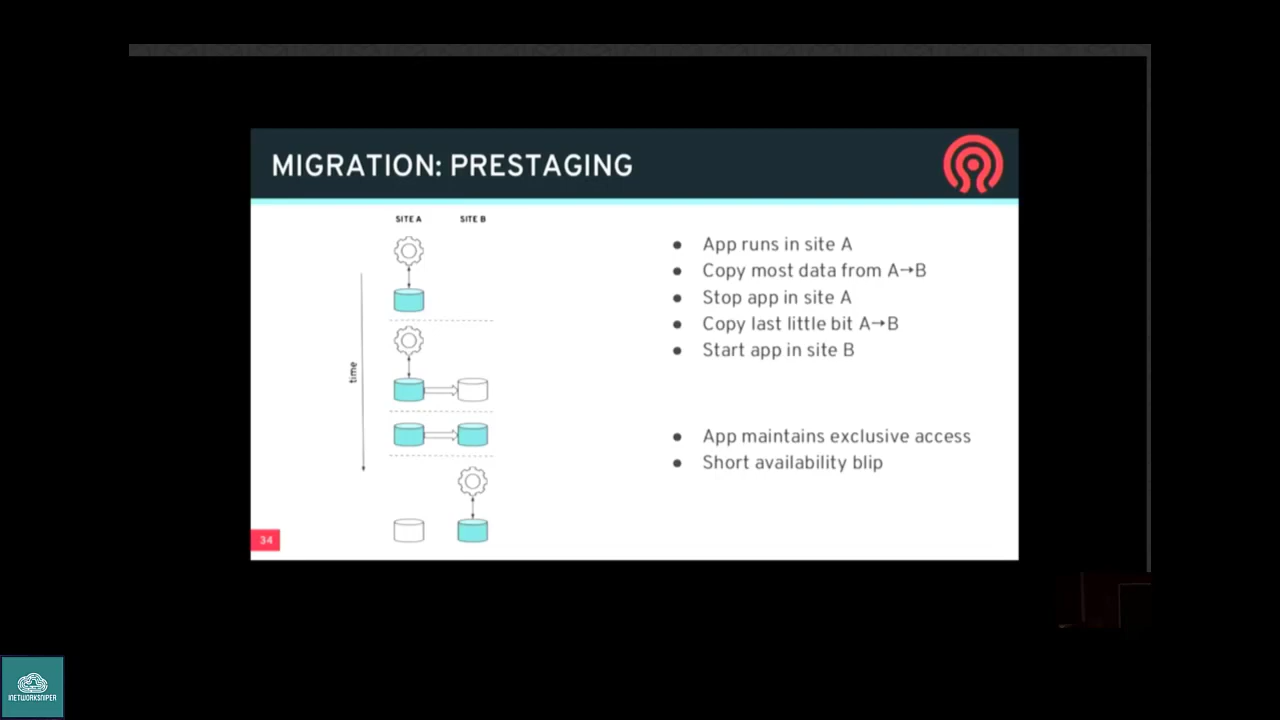 MIGRATION: PRESTAGING
SITE A
SITE B
time
● App runs in site A
● Copy most data from A→B
● Stop app in site A
● Copy last little bit A→B
● Start app in site B
● App maintains exclusive access
● Short availability blip
34
INETWORKSNIPER